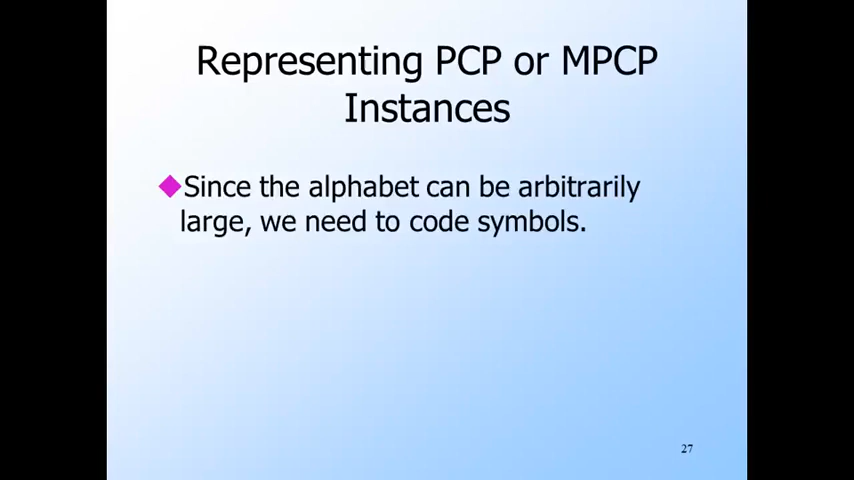 Representing PCP or MPCP
Instances
Since the alphabet can be arbitrarily
large, we need to code symbols.
27